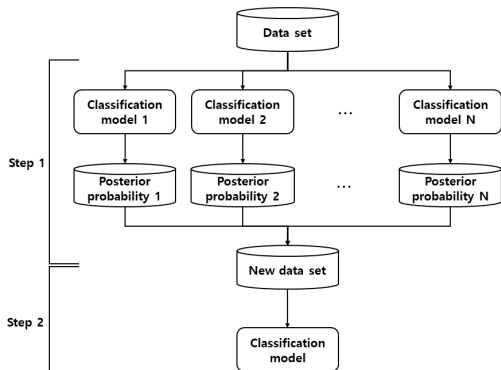 Data set
Step 1
Classification
model 1
Classification
model 2
...
Classification
model N
Posterior
probability 1
Posterior
probability 2
...
Posterior
probability N
New data set
Step 2
Classification
model